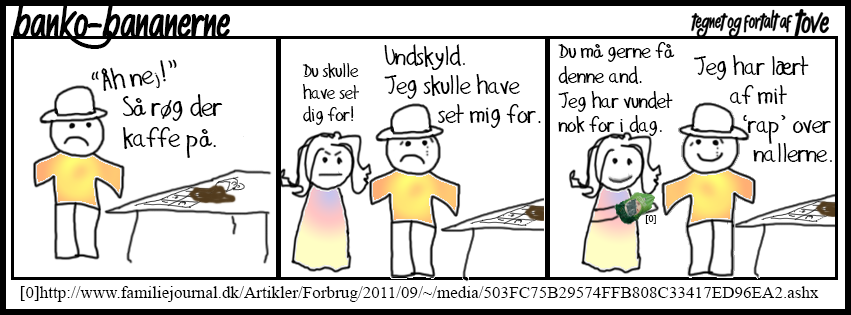 banko-bananerne
tegnet og fortalt af Tove
"Åh nej!"
Så røg der
kaffe på.
Du skulle
have set
dig for!
Undskyld.
Jeg skulle have
set mig for.
Du må gerne få
denne and.
Jeg har vundet
nok for i dag.
[0]
Jeg har lært
af mit
'rap' over
nallerne.
[0]http://www.familiejournal.dk/Artikler/Forbrug/2011/09/~/media/503FC75B29574FFB808C33417ED96EA2.ashx